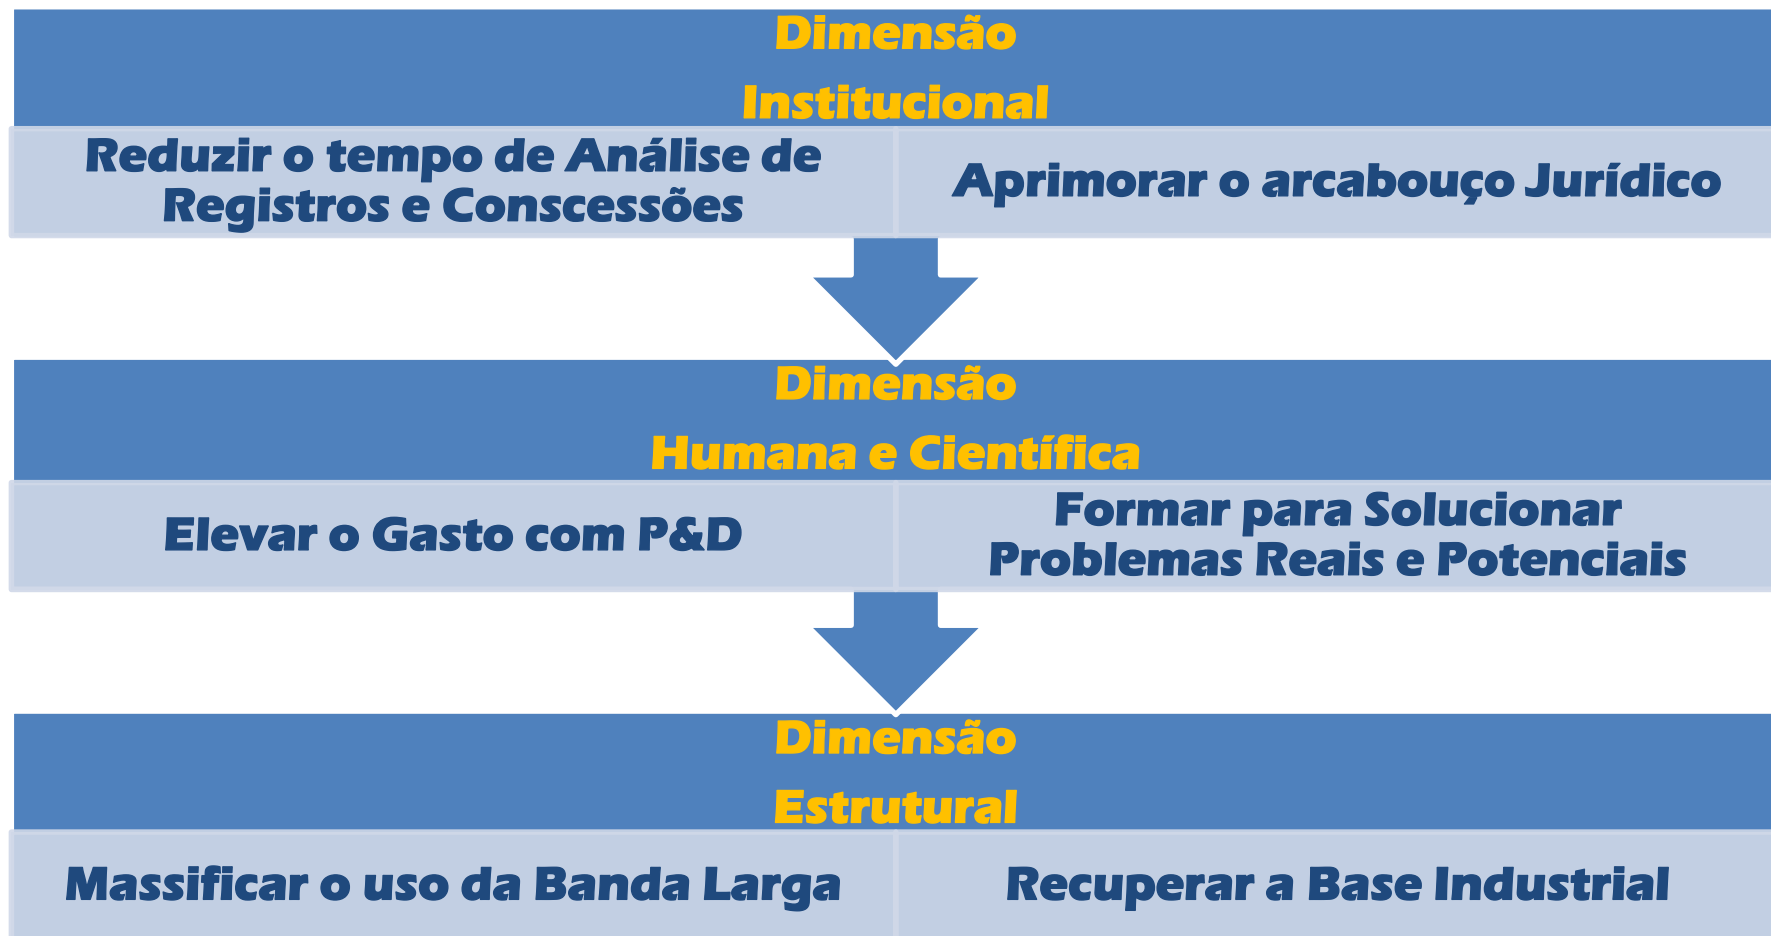 Dimensão
Institucional
Reduzir o tempo de Análise de
Registros e Conscessões
Aprimorar o arcabouço Jurídico
Dimensão
Humana e Científica
Elevar o Gasto com P&D
Formar para Solucionar
Problemas Reais e Potenciais
Dimensão
Estrutural
Massificar o uso da Banda Larga
Recuperar a Base Industrial